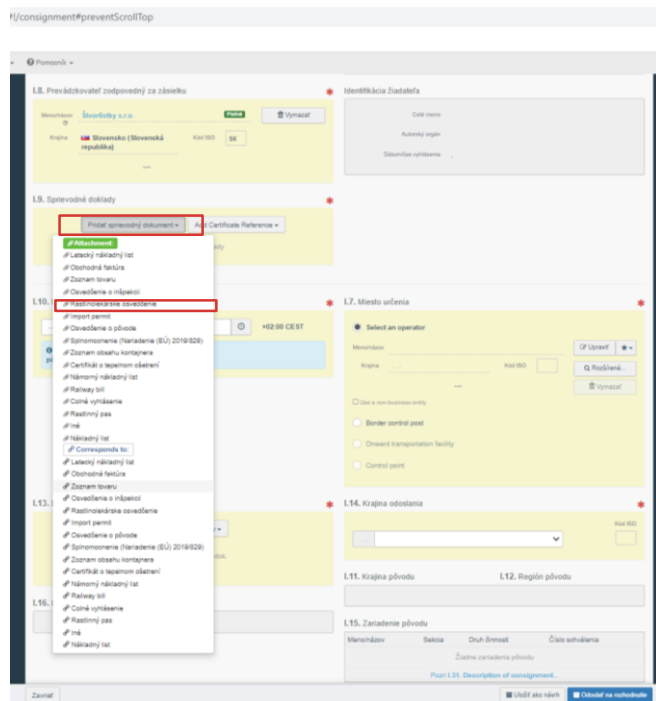 #!/consignment#preventScrollTop
Pomocník
I.8. Prevádzkovateľ zodpovedný za zásielku
Meno/názov
Štvorlístky s.r.o.
Platné
Vymazať
Krajina
Slovensko (Slovenská republika)
Kód ISO
SK
Identifikácia žiadateľa
Celé meno
Autorský orgán
Dátum/čas vyhlásenia
I.9. Sprievodné doklady
Pridať sprievodný dokument
Add Certificate Reference
Attachment:
Letecký nákladný list
Obchodná faktúra
Zoznam tovaru
Osvedčenie o inšpekcii
Rastlinolekárske osvedčenie
Import permit
Osvedčenie o pôvode
Splnomocnenie (Nariadenie (EÚ) 2019/829)
Zoznam obsahu kontajnera
Certifikát o tepelnom ošetrení
Námorný nákladný list
Railway bill
Colné vyhlásenie
Rastlinný pas
Iné
Nákladný list
Corresponds to:
Letecký nákladný list
Obchodná faktúra
Zoznam tovaru
Osvedčenie o inšpekcii
Rastlinolekárske osvedčenie
Import permit
Osvedčenie o pôvode
Splnomocnenie (Nariadenie (EÚ) 2019/829)
Zoznam obsahu kontajnera
Certifikát o tepelnom ošetrení
Námorný nákladný list
Railway bill
Colné vyhlásenie
Rastlinný pas
Iné
Nákladný list
I.10.
+02:00 CEST
I.13.
I.16.
I.7. Miesto určenia
Select an operator
Meno/názov
Upraviť
Krajina
Kód ISO
Rozšírené...
Vymazať
Use a non-business entity
Border control post
Onward transportation facility
Control point
I.14. Krajina odoslania
Kód ISO
I.11. Krajina pôvodu
I.12. Región pôvodu
I.15. Zariadenie pôvodu
Meno/názov
Sekcia
Druh činnosti
Číslo schválenia
Žiadne zariadenia pôvodu
Pozri I.31. Description of consignment...
Zavrieť
Uložiť ako návrh
Odoslať na rozhodnutie